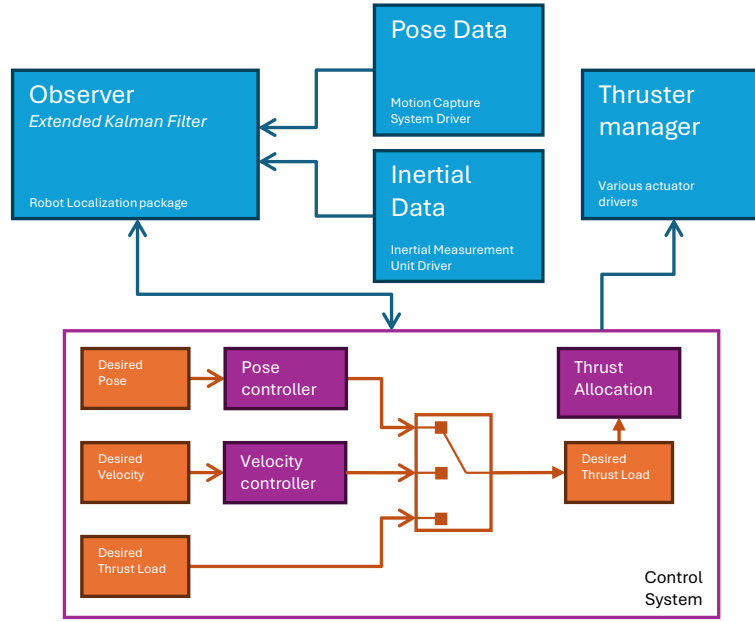 Pose Data
Motion Capture
System Driver
Observer
Extended Kalman Filter
Robot Localization package
Thruster
manager
Various actuator
drivers
Inertial
Data
Inertial Measurement
Unit Driver
Desired
Pose
Pose
controller
Thrust
Allocation
Desired
Velocity
Velocity
controller
Desired
Thrust Load
Desired
Thrust Load
Control
System